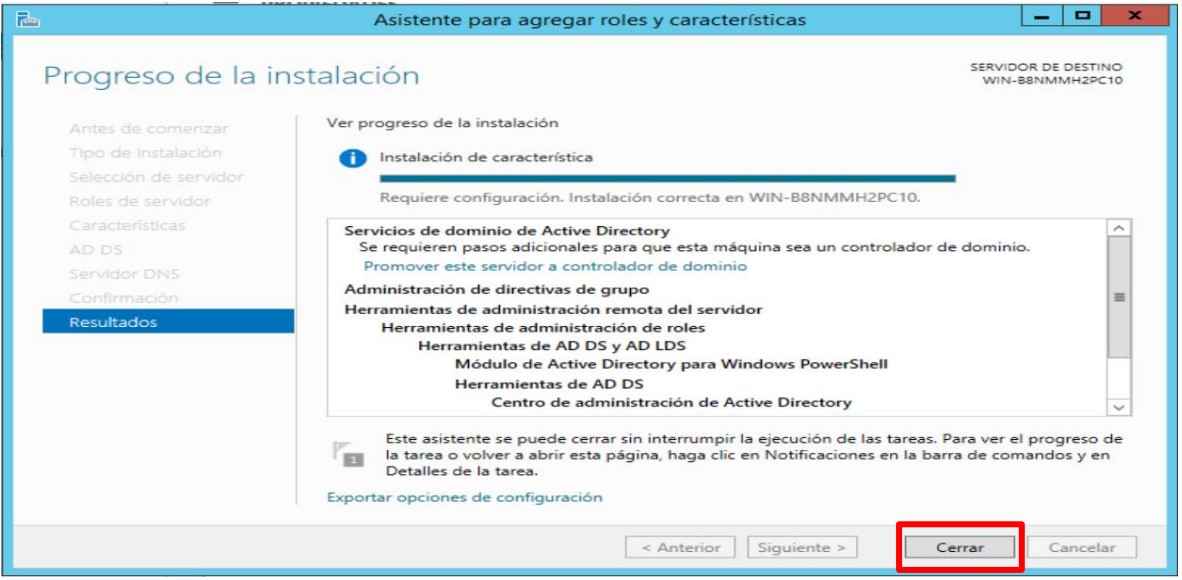 Asistente para agregar roles y características
Progreso de la instalación
SERVIDOR DE DESTINO
WIN-B8NMMH2PC10
Antes de comenzar
Tipo de instalación
Selección de servidor
Roles de servidor
Características
AD DS
Servidor DNS
Confirmación
Resultados
Ver progreso de la instalación
Instalación de característica
Requiere configuración. Instalación correcta en WIN-B8NMMH2PC10.
Servicios de dominio de Active Directory
Se requieren pasos adicionales para que esta máquina sea un controlador de dominio.
Promover este servidor a controlador de dominio
Administración de directivas de grupo
Herramientas de administración remota del servidor
Herramientas de administración de roles
Herramientas de AD DS y AD LDS
Módulo de Active Directory para Windows PowerShell
Herramientas de AD DS
Centro de administración de Active Directory
1
Este asistente se puede cerrar sin interrumpir la ejecución de las tareas. Para ver el progreso de
la tarea o volver a abrir esta página, haga clic en Notificaciones en la barra de comandos y en
Detalles de la tarea.
Exportar opciones de configuración
< Anterior
Siguiente >
Cerrar
Cancelar